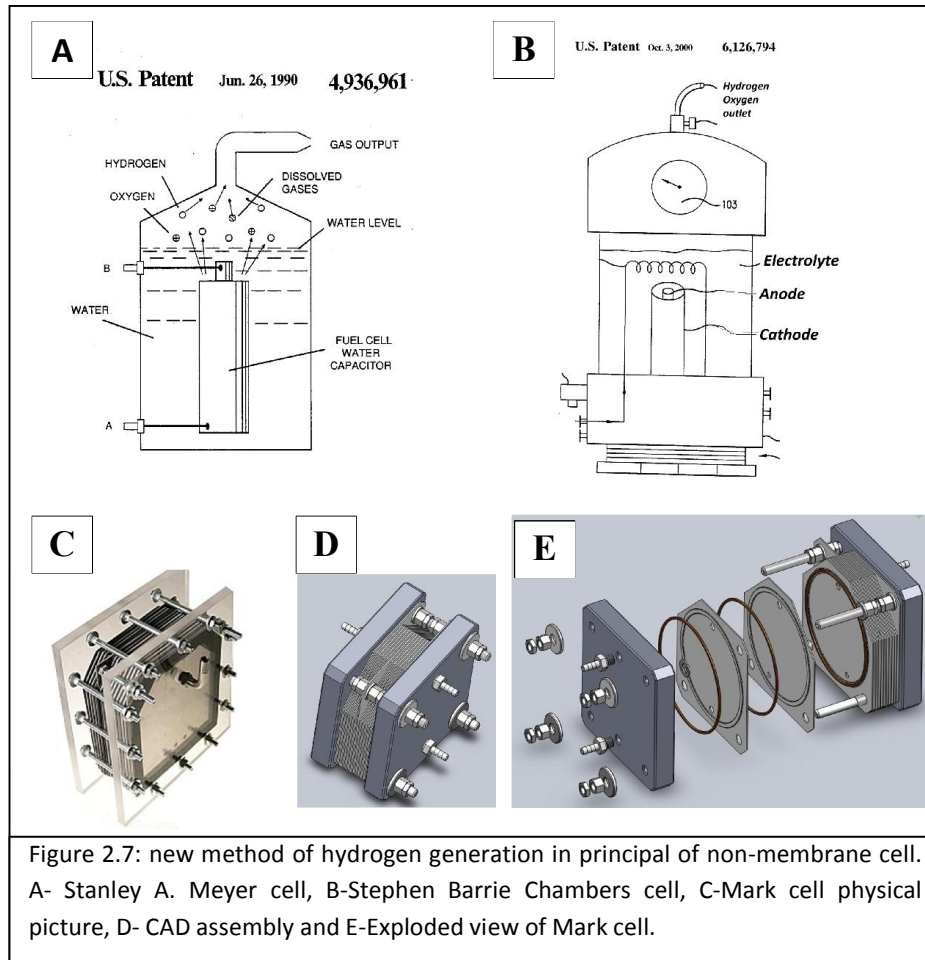 A
U.S. Patent Jun. 26, 1990 4,936,961
GAS OUTPUT
HYDROGEN
DISSOLVED
GASES
OXYGEN
WATER LEVEL
B
WATER
FUEL CELL
WATER
CAPACITOR
A
B
U.S. Patent Oct. 3, 2000 6,126,794
Hydrogen
Oxygen
outlet
103
Electrolyte
Anode
Cathode
C
D
E
Figure 2.7: new method of hydrogen generation in principal of non-membrane cell.
A- Stanley A. Meyer cell, B-Stephen Barrie Chambers cell, C-Mark cell physical
picture, D- CAD assembly and E-Exploded view of Mark cell.